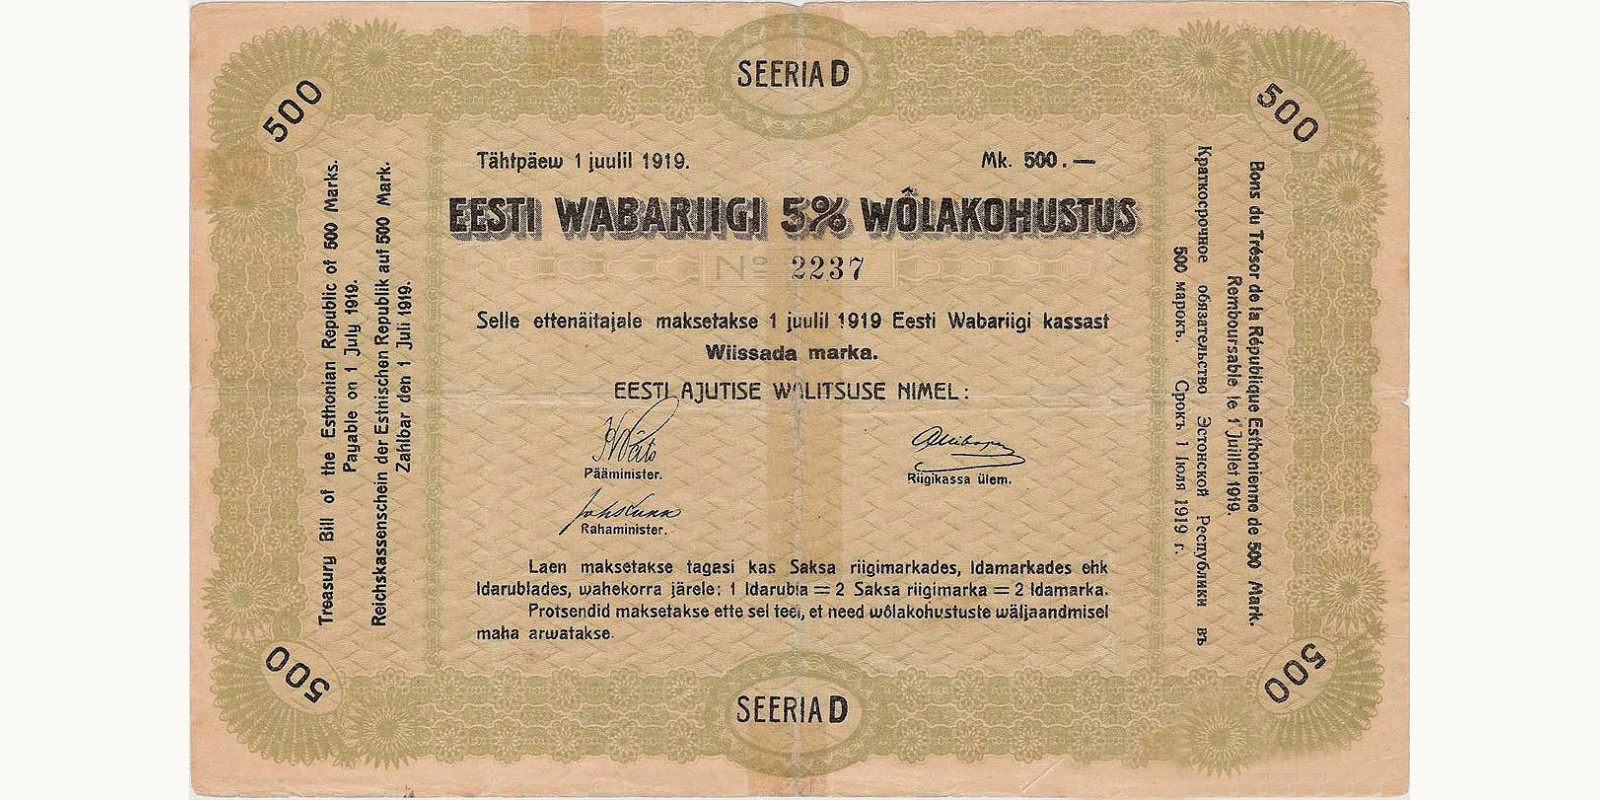 SEERIA D
500
500
Tähtpäew 1 juulil 1919.
Mk. 500.—
EESTI WABARIIGI 5% WÔLAKOHUSTUS
No 2237
Selle ettenäitajale maksetakse 1 juulil 1919 Eesti Wabariigi kassast
Wiissada marka.
EESTI AJUTISE WALITSUSE NIMEL:
Pääminister.
Riigikassa ülem.
Rahaminister.
Laen maksetakse tagasi kas Saksa riigimarkades, Idamarkades ehk
Idarublades, wahekorra järele: 1 Idarubla = 2 Saksa riigimarka = 2 Idamarka.
Protsendid maksetakse ette sel teel, et need wôlakohustuste wäljaandmisel
maha arwatakse.
Treasury Bill of the Esthonian Republic of 500 Marks.
Payable on 1 July 1919.
Reichskassenschein der Estnischen Republik auf 500 Mark.
Zahlbar den 1 Juli 1919.
Bons du Trésor de la République Esthonienne de 500 Mark.
Remboursable le 1 Juillet 1919.
Краткосрочное обязательство Эстонской Республики въ
500 марокъ. Срокъ 1 Июля 1919 г.
500
500
SEERIA D